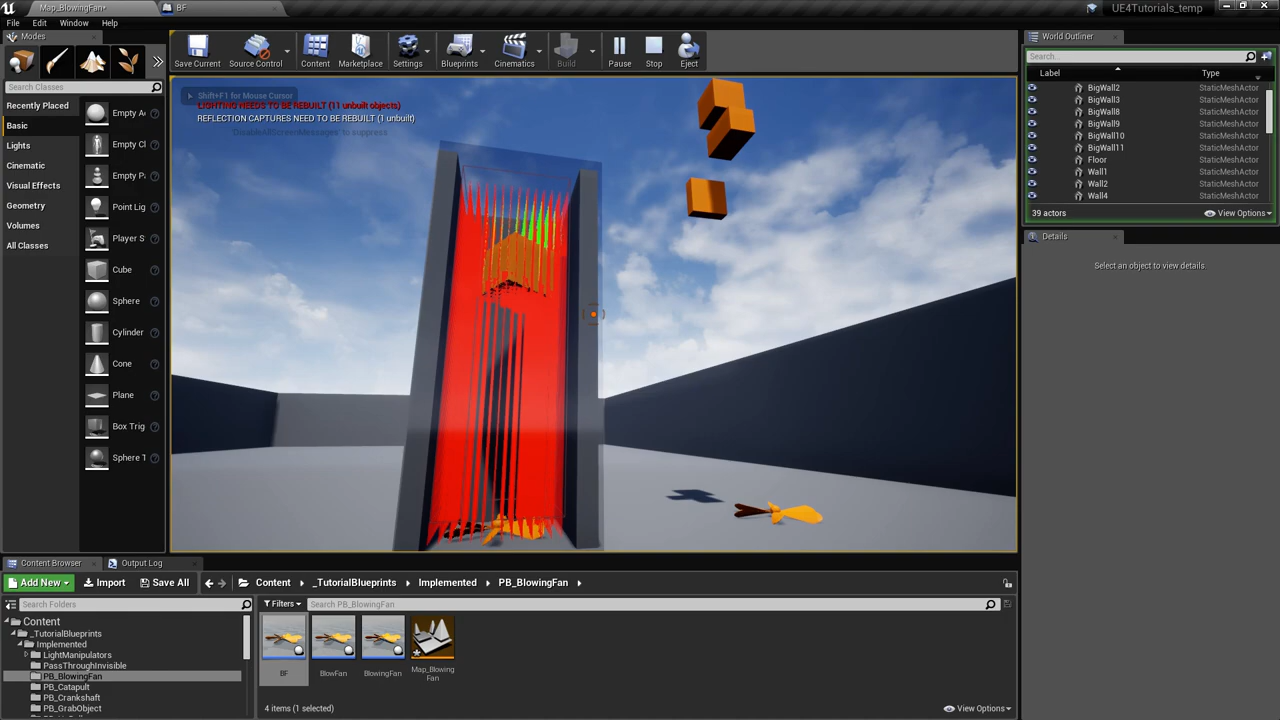 Map_BlowingFan*
BF
UE4Tutorials_temp
File Edit Window Help
Modes
Search Classes
Recently Placed
Basic
Lights
Cinematic
Visual Effects
Geometry
Volumes
All Classes
Empty A
Empty C
Empty P
Point Lig
Player S
Cube
Sphere
Cylinder
Cone
Plane
Box Trig
Sphere T
Save Current
Source Control
Content
Marketplace
Settings
Blueprints
Cinematics
Build
Pause
Stop
Eject
Shift+F1 for Mouse Cursor
LIGHTING NEEDS TO BE REBUILT (11 unbuilt objects)
REFLECTION CAPTURES NEED TO BE REBUILT (1 unbuilt)
'DisableAllScreenMessages' to suppress
World Outliner
Search...
Label Type
BigWall2 StaticMeshActor
BigWall3 StaticMeshActor
BigWall8 StaticMeshActor
BigWall9 StaticMeshActor
BigWall10 StaticMeshActor
BigWall11 StaticMeshActor
Floor StaticMeshActor
Wall1 StaticMeshActor
Wall2 StaticMeshActor
Wall4 StaticMeshActor
39 actors View Options
Details
Select an object to view details.
Content Browser
Output Log
Add New Import Save All Content _TutorialBlueprints Implemented PB_BlowingFan
Search Folders
Content
_TutorialBlueprints
Implemented
LightManipulators
PassThroughInvisible
PB_BlowingFan
PB_Catapult
PB_Crankshaft
PB_GrabObject
Filters Search PB_BlowingFan
BF
BlowFan
BlowingFan
Map_Blowing
Fan
4 items (1 selected) View Options